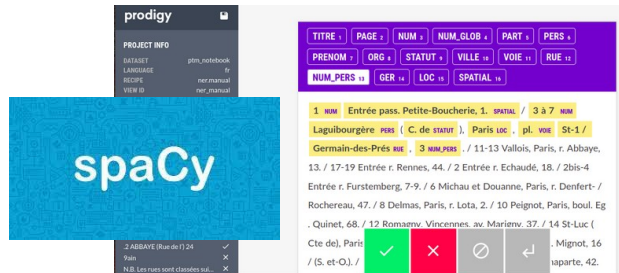 prodigy
PROJECT INFO
DATASET ptm_notebook
LANGUAGE fr
RECIPE ner.manual
VIEW ID ner_manual
spaCy
.2 ABBAYE (Rue de l') 24
9ain
N.B. Les rues sont classées sui...
TITRE 1 PAGE 2 NUM 3 NUM_GLOB 4 PART 5 PERS 6
PRENOM 7 ORG 8 STATUT 9 VILLE 10 VOIE 11 RUE 12
NUM_PERS 13 GER 14 LOC 15 SPATIAL 16
1 NUM Entrée pass. Petite-Boucherie, 1. SPATIAL / 3 à 7 NUM
Laguibourgère PERS ( C. de STATUT ), Paris LOC , pl. VOIE St-1 /
Germain-des-Prés RUE , 3 NUM_PERS . / 11-13 Vallois, Paris, r. Abbaye,
13. / 17-19 Entrée r. Rennes, 44. / 2 Entrée r. Echaudé, 18. / 2bis-4
Entrée r. Furstemberg, 7-9. / 6 Michau et Douanne, Paris, r. Denfert- /
Rochereau, 47. / 8 Delmas, Paris, r. Lota, 2. / 10 Peignot, Paris, boul. Eg
. Quinet, 68. / 12 Romagny, Vincennes, av. Marigny, 37. / 14 St-Luc (
Cte de), Paris . Mignot, 16
/ (S. et-O.). / naparte, 42.